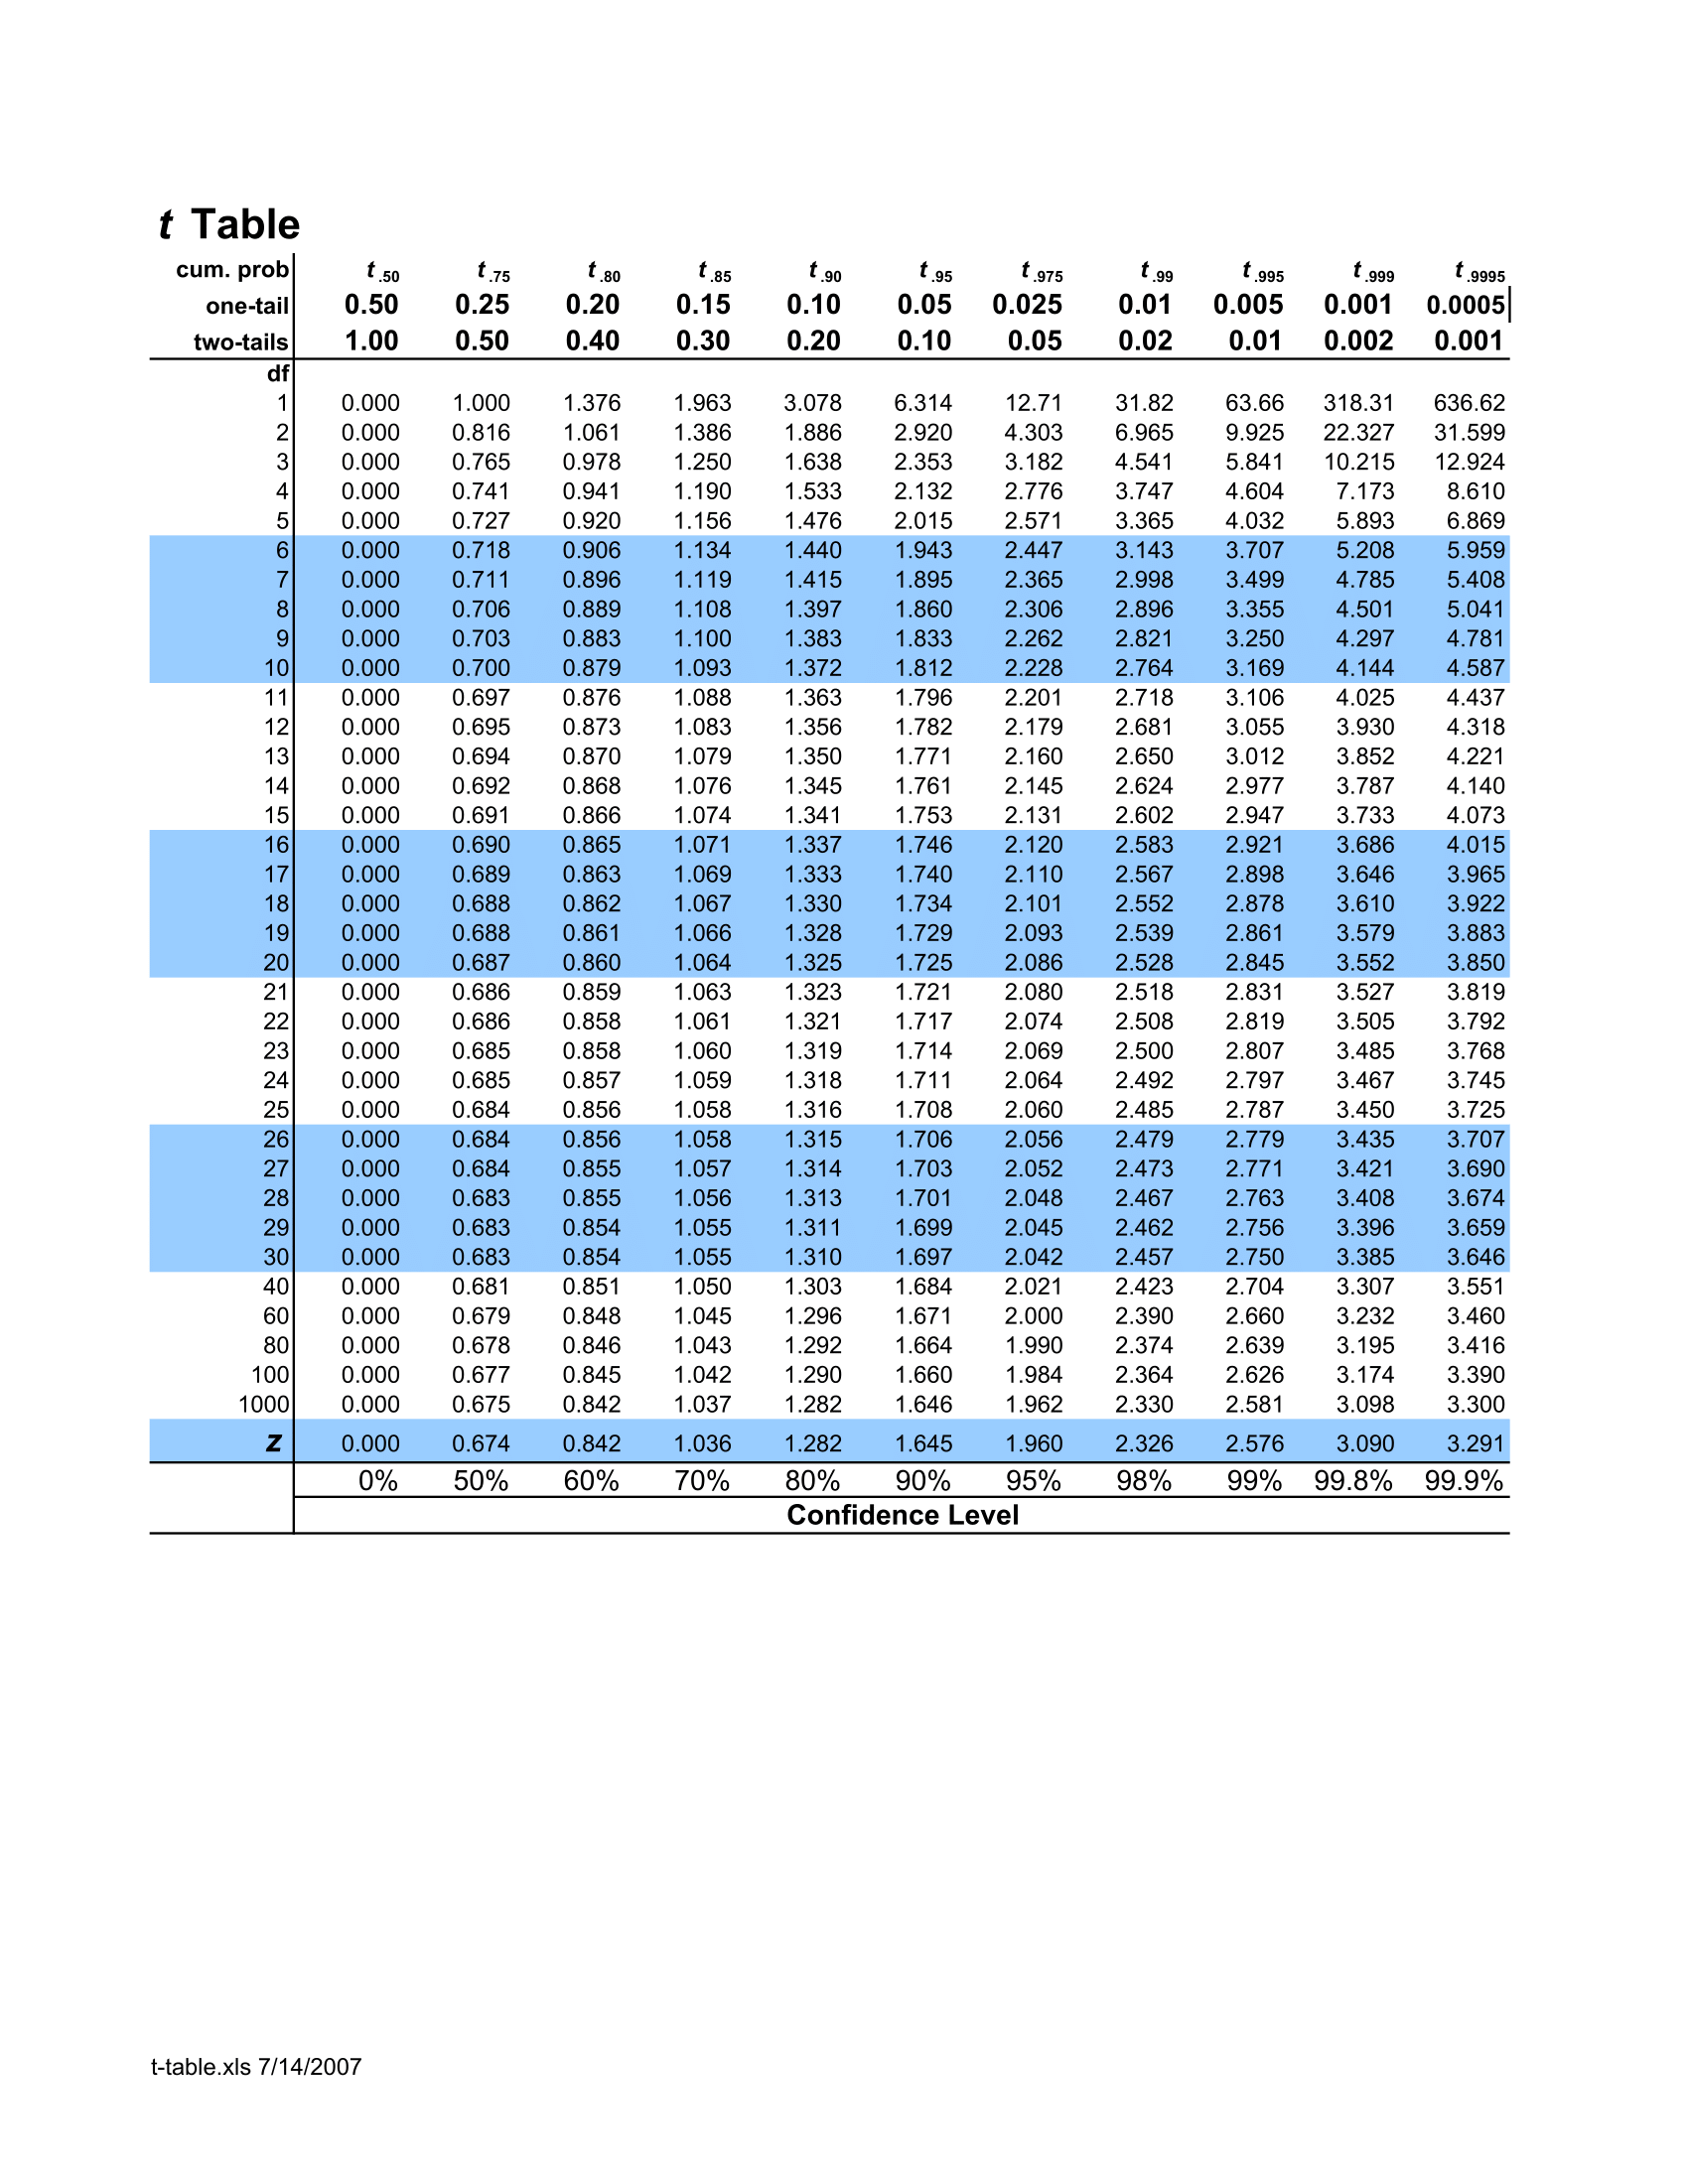 t Table
cum. prob t .50 t .75 t .80 t .85 t .90 t .95 t .975 t .99 t .995 t .999 t .9995
one-tail 0.50 0.25 0.20 0.15 0.10 0.05 0.025 0.01 0.005 0.001 0.0005
two-tails 1.00 0.50 0.40 0.30 0.20 0.10 0.05 0.02 0.01 0.002 0.001
df
1 0.000 1.000 1.376 1.963 3.078 6.314 12.71 31.82 63.66 318.31 636.62
2 0.000 0.816 1.061 1.386 1.886 2.920 4.303 6.965 9.925 22.327 31.599
3 0.000 0.765 0.978 1.250 1.638 2.353 3.182 4.541 5.841 10.215 12.924
4 0.000 0.741 0.941 1.190 1.533 2.132 2.776 3.747 4.604 7.173 8.610
5 0.000 0.727 0.920 1.156 1.476 2.015 2.571 3.365 4.032 5.893 6.869
6 0.000 0.718 0.906 1.134 1.440 1.943 2.447 3.143 3.707 5.208 5.959
7 0.000 0.711 0.896 1.119 1.415 1.895 2.365 2.998 3.499 4.785 5.408
8 0.000 0.706 0.889 1.108 1.397 1.860 2.306 2.896 3.355 4.501 5.041
9 0.000 0.703 0.883 1.100 1.383 1.833 2.262 2.821 3.250 4.297 4.781
10 0.000 0.700 0.879 1.093 1.372 1.812 2.228 2.764 3.169 4.144 4.587
11 0.000 0.697 0.876 1.088 1.363 1.796 2.201 2.718 3.106 4.025 4.437
12 0.000 0.695 0.873 1.083 1.356 1.782 2.179 2.681 3.055 3.930 4.318
13 0.000 0.694 0.870 1.079 1.350 1.771 2.160 2.650 3.012 3.852 4.221
14 0.000 0.692 0.868 1.076 1.345 1.761 2.145 2.624 2.977 3.787 4.140
15 0.000 0.691 0.866 1.074 1.341 1.753 2.131 2.602 2.947 3.733 4.073
16 0.000 0.690 0.865 1.071 1.337 1.746 2.120 2.583 2.921 3.686 4.015
17 0.000 0.689 0.863 1.069 1.333 1.740 2.110 2.567 2.898 3.646 3.965
18 0.000 0.688 0.862 1.067 1.330 1.734 2.101 2.552 2.878 3.610 3.922
19 0.000 0.688 0.861 1.066 1.328 1.729 2.093 2.539 2.861 3.579 3.883
20 0.000 0.687 0.860 1.064 1.325 1.725 2.086 2.528 2.845 3.552 3.850
21 0.000 0.686 0.859 1.063 1.323 1.721 2.080 2.518 2.831 3.527 3.819
22 0.000 0.686 0.858 1.061 1.321 1.717 2.074 2.508 2.819 3.505 3.792
23 0.000 0.685 0.858 1.060 1.319 1.714 2.069 2.500 2.807 3.485 3.768
24 0.000 0.685 0.857 1.059 1.318 1.711 2.064 2.492 2.797 3.467 3.745
25 0.000 0.684 0.856 1.058 1.316 1.708 2.060 2.485 2.787 3.450 3.725
26 0.000 0.684 0.856 1.058 1.315 1.706 2.056 2.479 2.779 3.435 3.707
27 0.000 0.684 0.855 1.057 1.314 1.703 2.052 2.473 2.771 3.421 3.690
28 0.000 0.683 0.855 1.056 1.313 1.701 2.048 2.467 2.763 3.408 3.674
29 0.000 0.683 0.854 1.055 1.311 1.699 2.045 2.462 2.756 3.396 3.659
30 0.000 0.683 0.854 1.055 1.310 1.697 2.042 2.457 2.750 3.385 3.646
40 0.000 0.681 0.851 1.050 1.303 1.684 2.021 2.423 2.704 3.307 3.551
60 0.000 0.679 0.848 1.045 1.296 1.671 2.000 2.390 2.660 3.232 3.460
80 0.000 0.678 0.846 1.043 1.292 1.664 1.990 2.374 2.639 3.195 3.416
100 0.000 0.677 0.845 1.042 1.290 1.660 1.984 2.364 2.626 3.174 3.390
1000 0.000 0.675 0.842 1.037 1.282 1.646 1.962 2.330 2.581 3.098 3.300
z 0.000 0.674 0.842 1.036 1.282 1.645 1.960 2.326 2.576 3.090 3.291
0% 50% 60% 70% 80% 90% 95% 98% 99% 99.8% 99.9%
Confidence Level
t-table.xls 7/14/2007